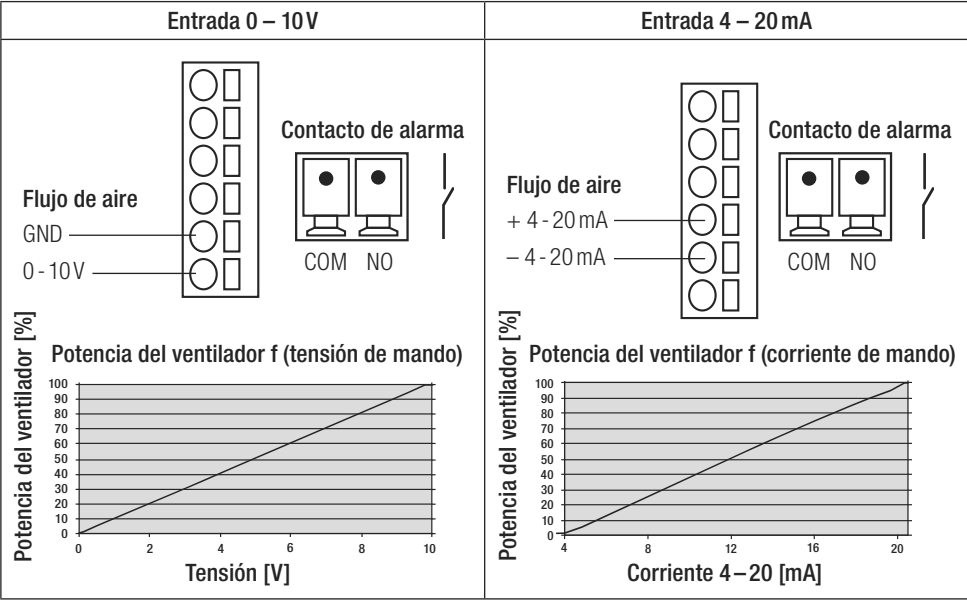 Entrada 0 – 10 V
Contacto de alarma
Flujo de aire
GND
0 - 10 V
COM NO
Potencia del ventilador f (tensión de mando)
Potencia del ventilador [%]
100
90
80
70
60
50
40
30
20
10
0
0 2 4 6 8 10
Tensión [V]
Entrada 4 – 20 mA
Contacto de alarma
Flujo de aire
+ 4 - 20 mA
– 4 - 20 mA
COM NO
Potencia del ventilador f (corriente de mando)
Potencia del ventilador [%]
100
90
80
70
60
50
40
30
20
10
0
4 8 12 16 20
Corriente 4 – 20 [mA]